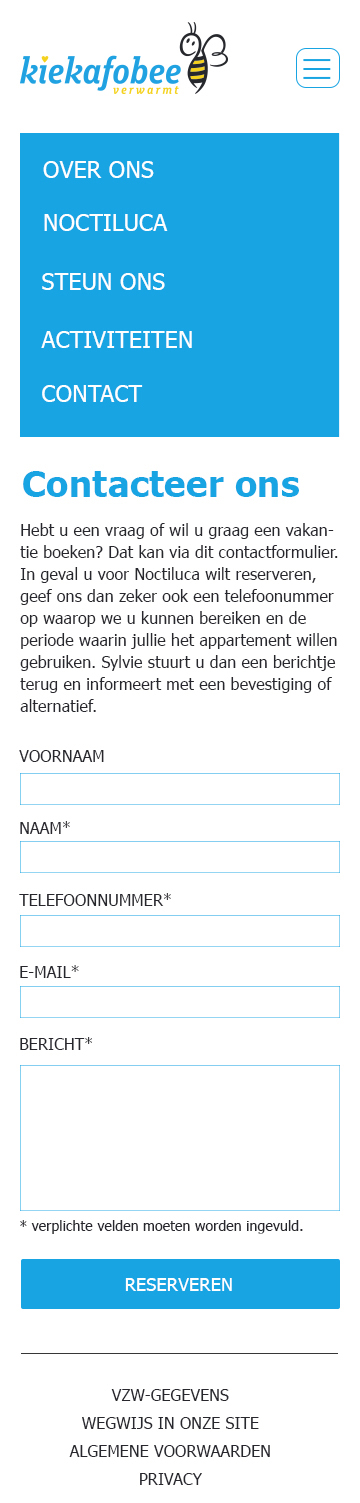 kiekafobee
verwarmt
OVER ONS
NOCTILUCA
STEUN ONS
ACTIVITEITEN
CONTACT
Contacteer ons
Hebt u een vraag of wil u graag een vakan-
tie boeken? Dat kan via dit contactformulier.
In geval u voor Noctiluca wilt reserveren,
geef ons dan zeker ook een telefoonummer
op waarop we u kunnen bereiken en de
periode waarin jullie het appartement willen
gebruiken. Sylvie stuurt u dan een berichtje
terug en informeert met een bevestiging of
alternatief.
VOORNAAM
NAAM*
TELEFOONNUMMER*
E-MAIL*
BERICHT*
* verplichte velden moeten worden ingevuld.
RESERVEREN
VZW-GEGEVENS
WEGWIJS IN ONZE SITE
ALGEMENE VOORWAARDEN
PRIVACY